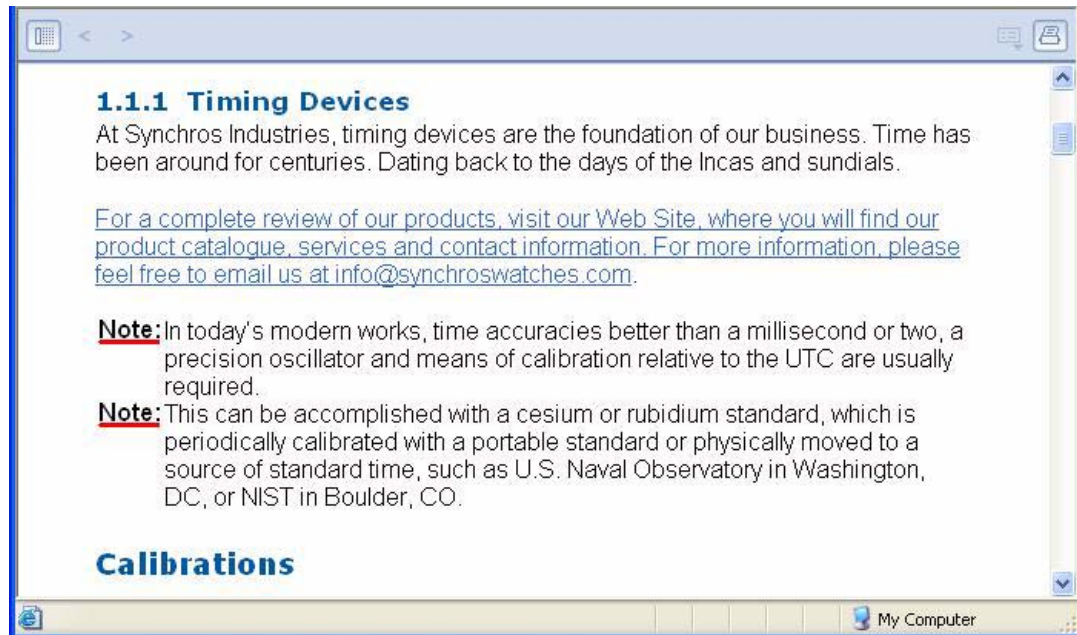 < >
1.1.1 Timing Devices
At Synchros Industries, timing devices are the foundation of our business. Time has
been around for centuries. Dating back to the days of the Incas and sundials.
For a complete review of our products, visit our Web Site, where you will find our
product catalogue, services and contact information. For more information, please
feel free to email us at info@synchroswatches.com.
Note: In today's modern works, time accuracies better than a millisecond or two, a
precision oscillator and means of calibration relative to the UTC are usually
required.
Note: This can be accomplished with a cesium or rubidium standard, which is
periodically calibrated with a portable standard or physically moved to a
source of standard time, such as U.S. Naval Observatory in Washington,
DC, or NIST in Boulder, CO.
Calibrations
My Computer